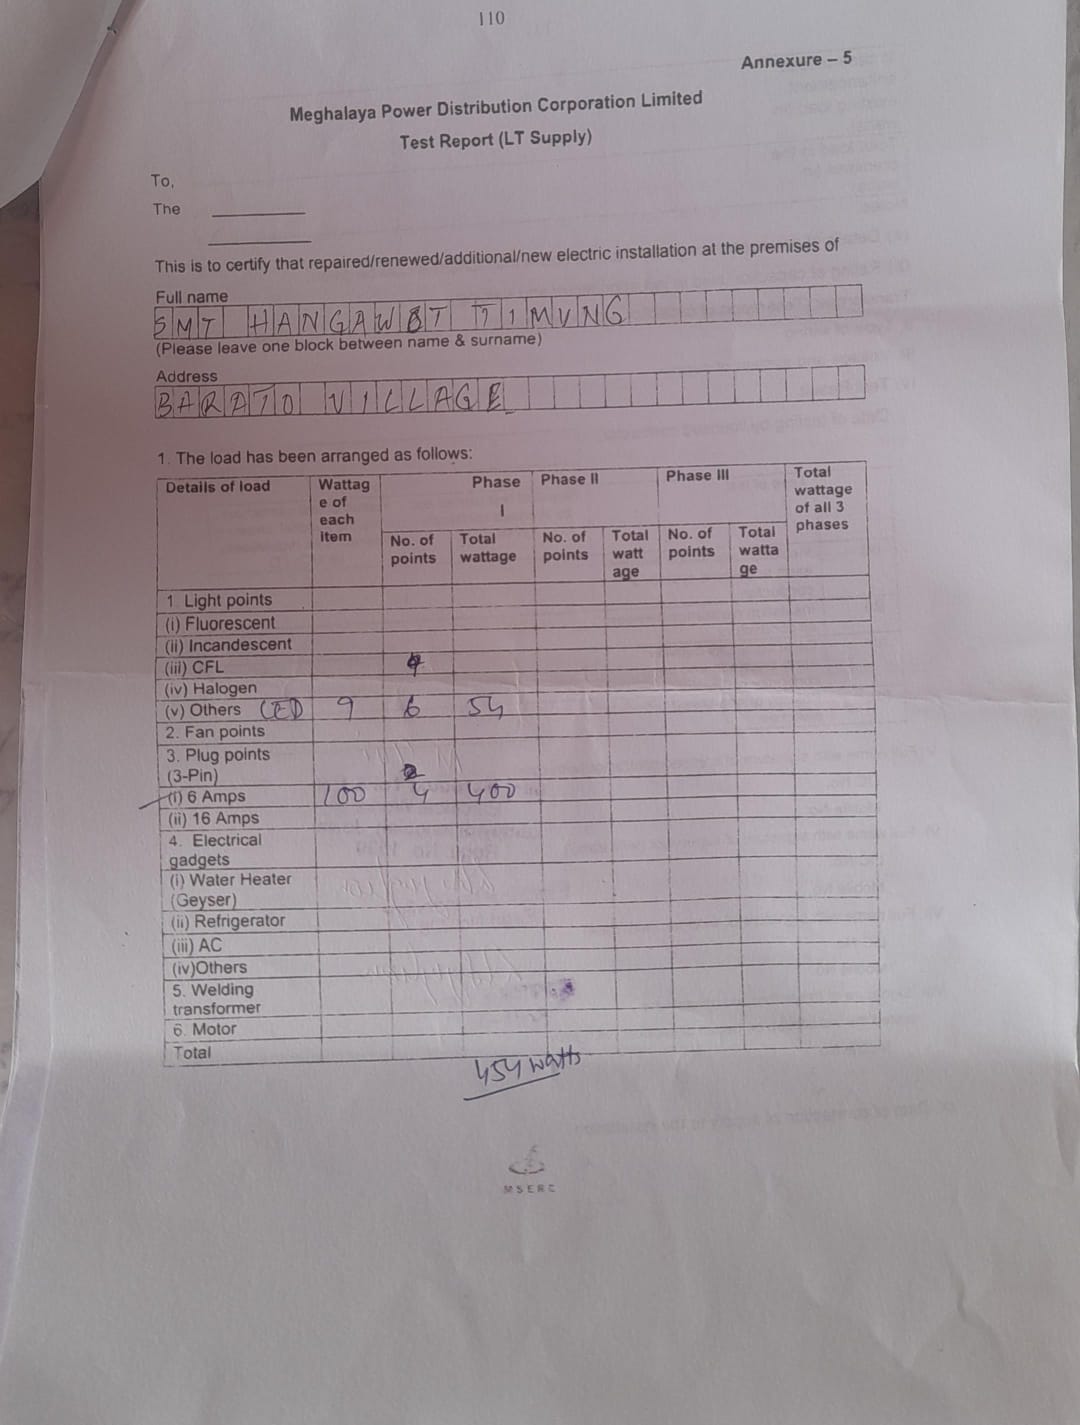 110
Annexure – 5
Meghalaya Power Distribution Corporation Limited
Test Report (LT Supply)
To,
The
This is to certify that repaired/renewed/additional/new electric installation at the premises of
Full name
SMT HANGAWBT TIMUNG
(Please leave one block between name & surname)
Address
BARATO VILLAGE
1. The load has been arranged as follows:
Details of load Wattag e of each item Phase I Phase II Phase III Total wattage of all 3 phases
No. of points Total wattage No. of points Total watt age No. of points Total watta ge
1. Light points
(i) Fluorescent
(ii) Incandescent
(iii) CFL
(iv) Halogen
(v) Others LED 9 6 54
2. Fan points
3. Plug points
(3-Pin)
(i) 6 Amps 100 4 400
(ii) 16 Amps
4. Electrical
gadgets
(i) Water Heater
(Geyser)
(ii) Refrigerator
(iii) AC
(iv)Others
5. Welding
transformer
6. Motor
Total
454 watts
MSERC